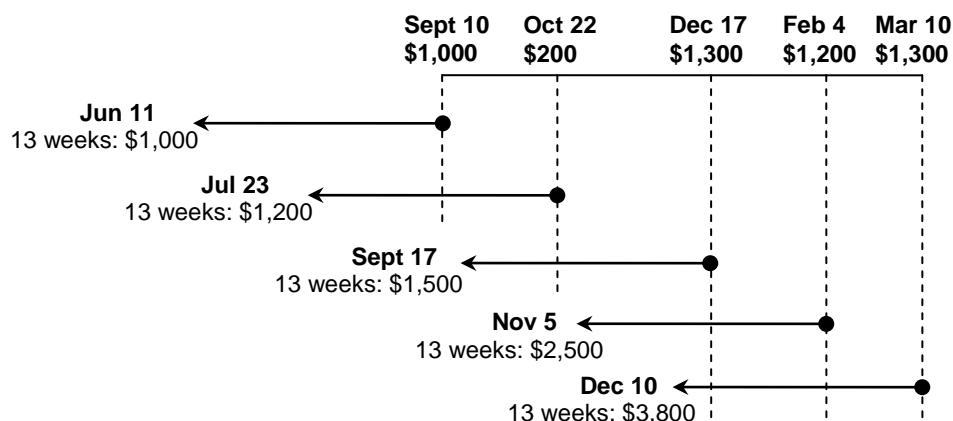 Sept 10 Oct 22 Dec 17 Feb 4 Mar 10
$1,000 $200 $1,300 $1,200 $1,300
Jun 11
13 weeks: $1,000
Jul 23
13 weeks: $1,200
Sept 17
13 weeks: $1,500
Nov 5
13 weeks: $2,500
Dec 10
13 weeks: $3,800